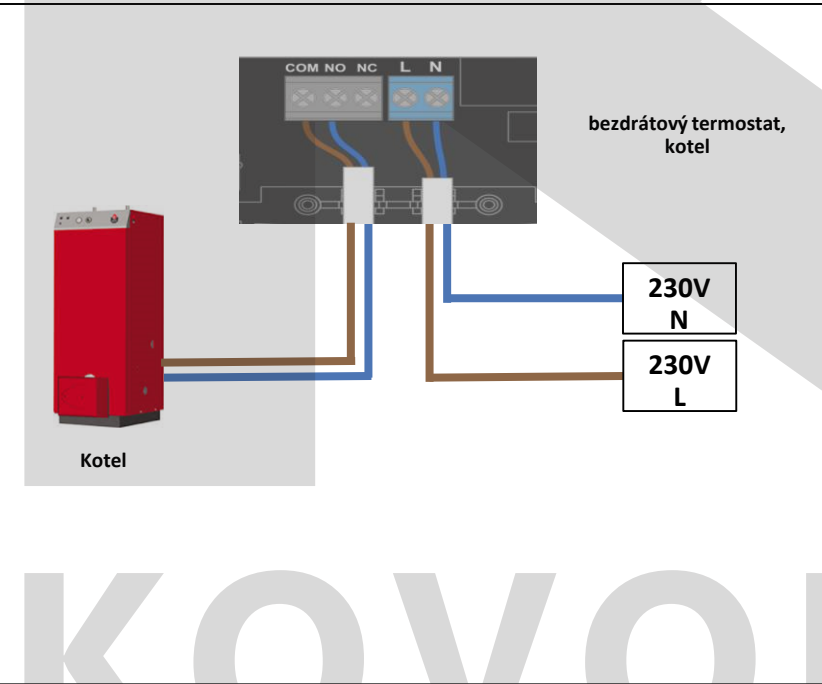 COM NO NC L N
bezdrátový termostat,
kotel
230V
N
230V
L
Kotel
KOVO